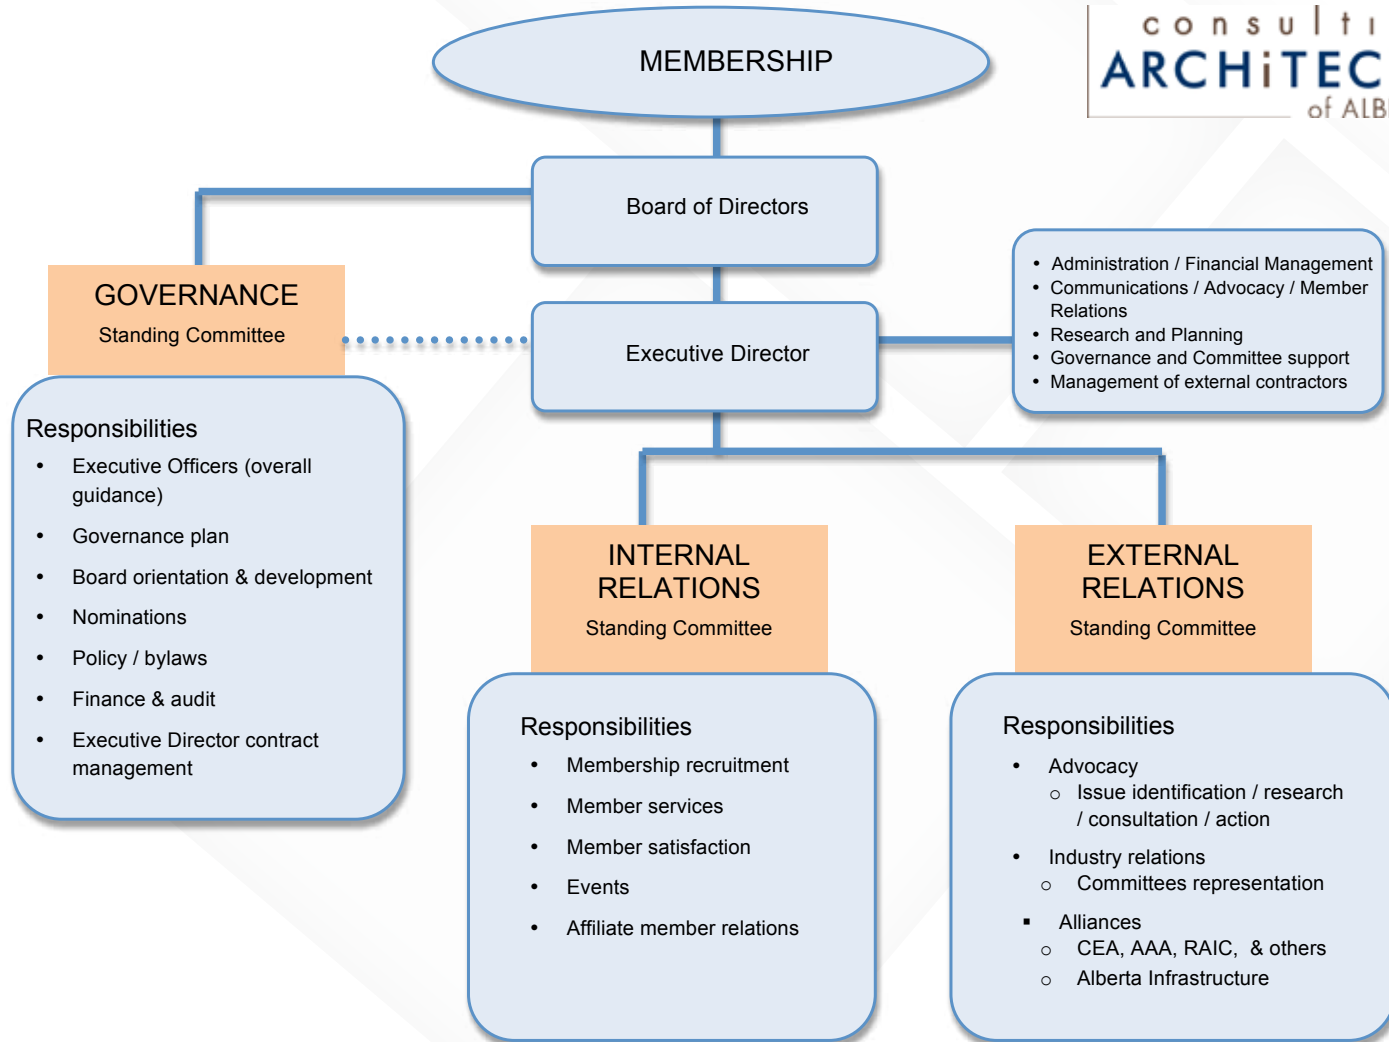 consulti
ARCHiTEC
of ALB
MEMBERSHIP
Board of Directors
GOVERNANCE
Standing Committee
Executive Director
• Administration / Financial Management
• Communications / Advocacy / Member
Relations
• Research and Planning
• Governance and Committee support
• Management of external contractors
Responsibilities
• Executive Officers (overall
guidance)
• Governance plan
• Board orientation & development
• Nominations
• Policy / bylaws
• Finance & audit
• Executive Director contract
management
INTERNAL
RELATIONS
Standing Committee
Responsibilities
• Membership recruitment
• Member services
• Member satisfaction
• Events
• Affiliate member relations
EXTERNAL
RELATIONS
Standing Committee
Responsibilities
• Advocacy
o Issue identification / research
/ consultation / action
• Industry relations
o Committees representation
▪ Alliances
o CEA, AAA, RAIC, & others
o Alberta Infrastructure